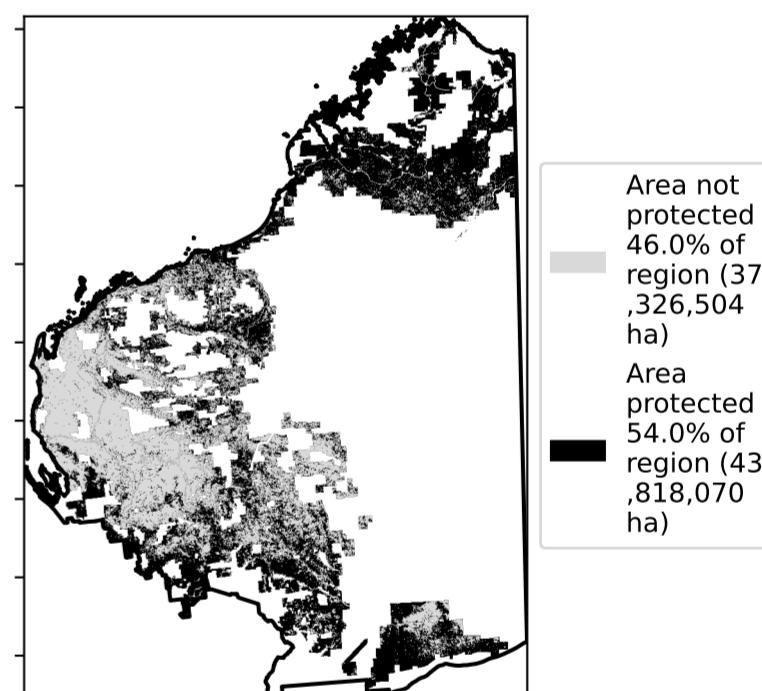 Area not
protected
46.0% of
region (37
,326,504
ha)
Area
protected
54.0% of
region (43
,818,070
ha)